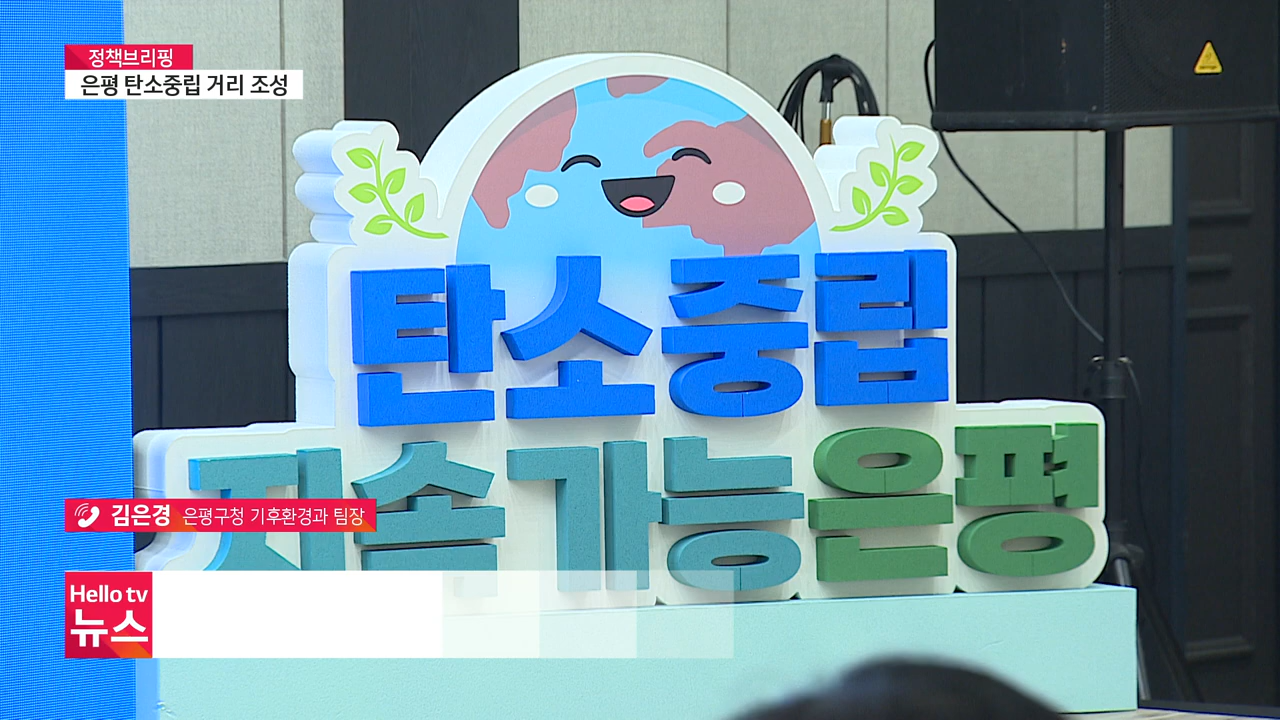 정책브리핑
은평 탄소중립 거리 조성
탄소중립
지속가능은평
김은경 은평구청 기후환경과 팀장
Hello tv
뉴스